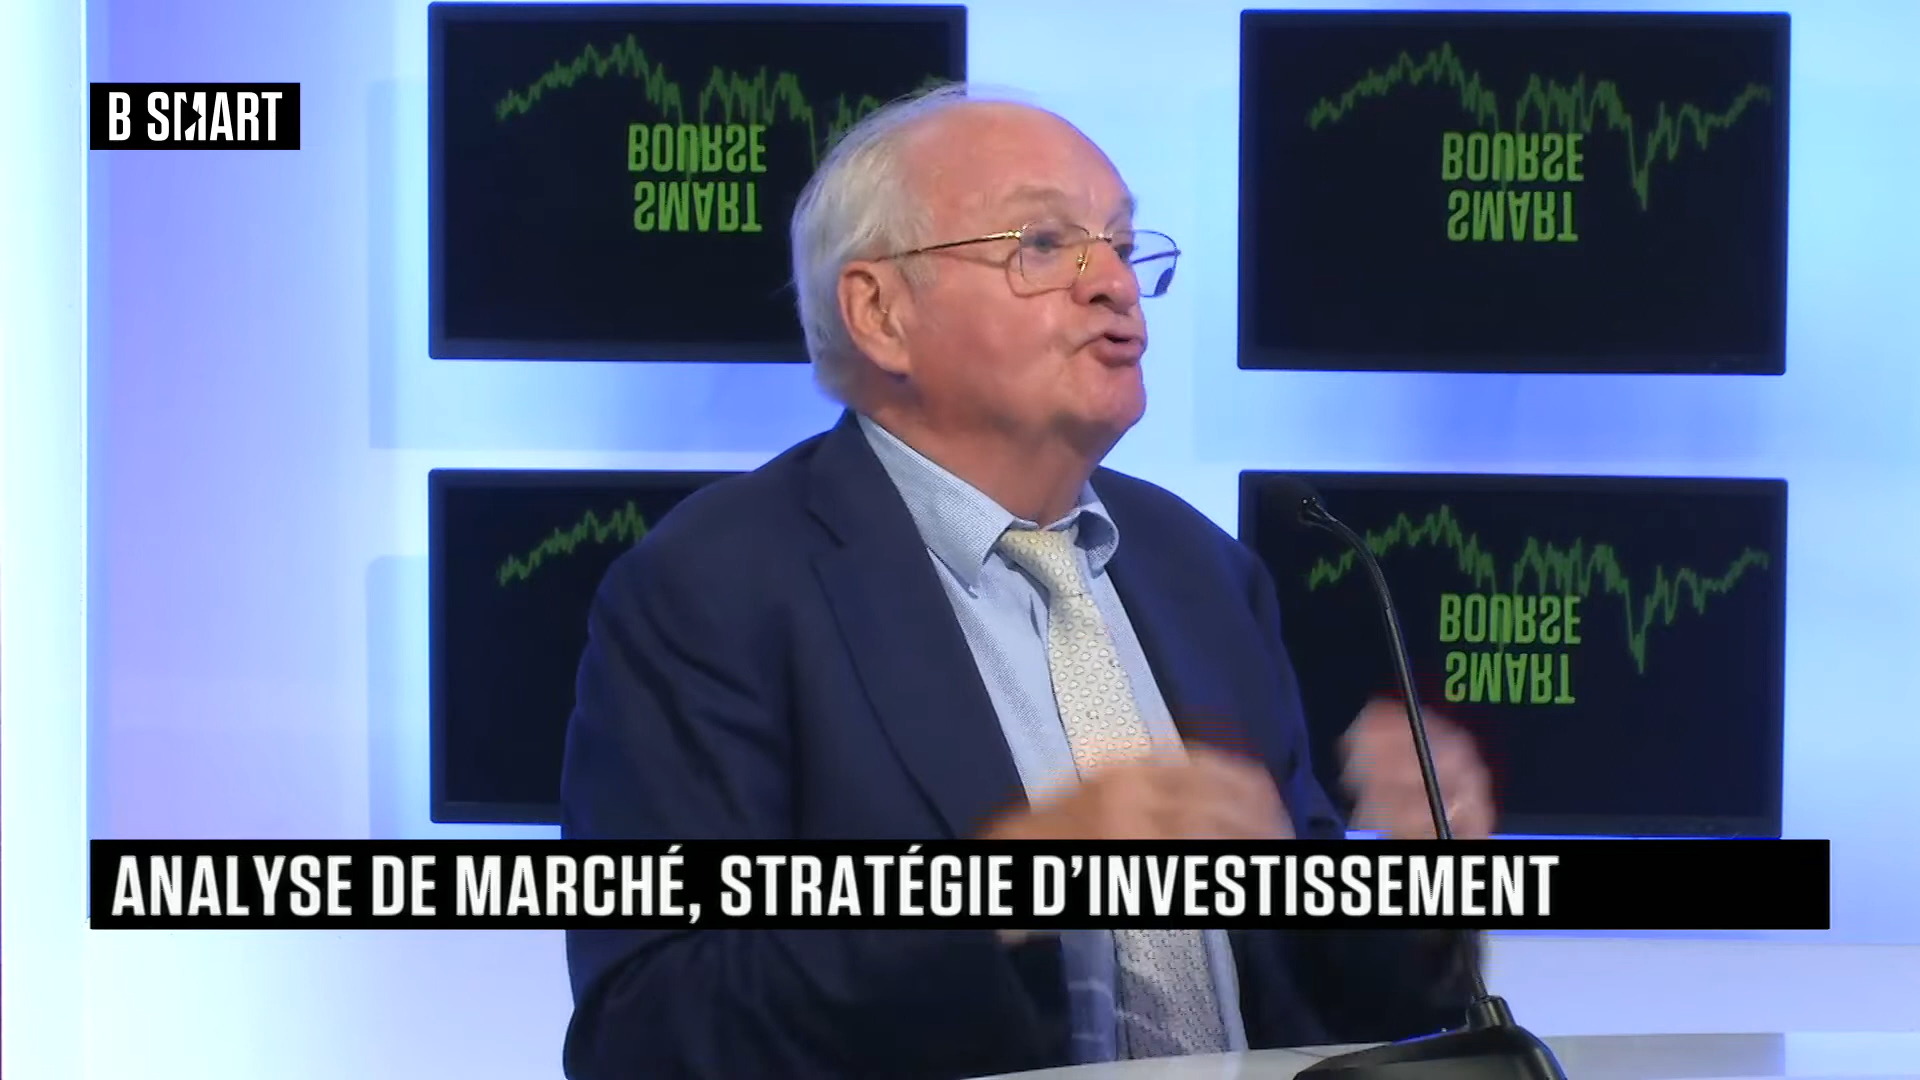 B SMART
BOURSE
SMART
BOURSE
SMART
BOURSE
SMART
ANALYSE DE MARCHÉ, STRATÉGIE D’INVESTISSEMENT